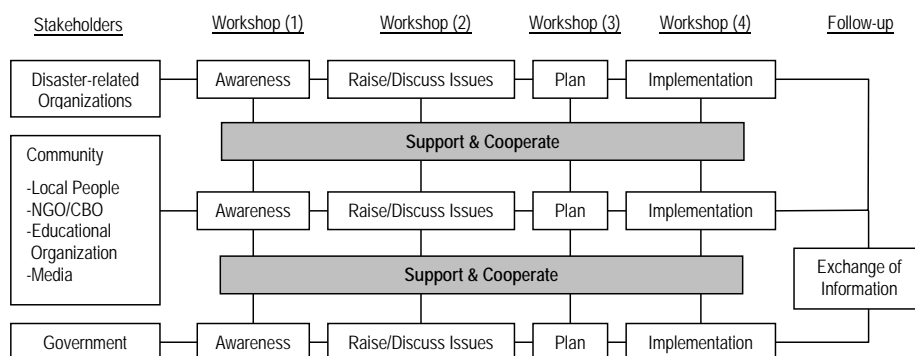 Stakeholders Workshop (1) Workshop (2) Workshop (3) Workshop (4) Follow-up
Disaster-related
Organizations
Awareness Raise/Discuss Issues Plan Implementation
Support & Cooperate
Community
-Local People
-NGO/CBO
-Educational
Organization
-Media
Awareness Raise/Discuss Issues Plan Implementation
Support & Cooperate
Exchange of
Information
Government Awareness Raise/Discuss Issues Plan Implementation